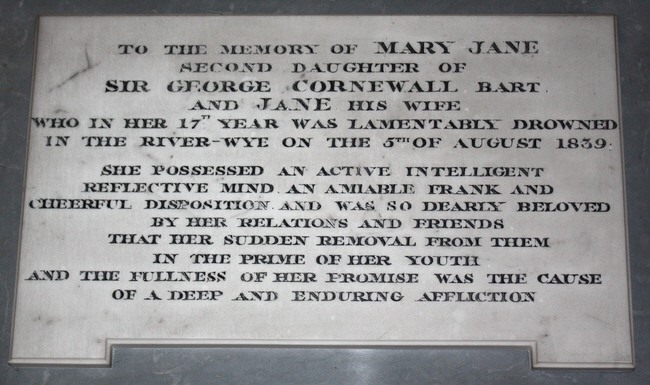 TO THE MEMORY OF MARY JANE
SECOND DAUGHTER OF
SIR GEORGE CORNEWALL BART.
AND JANE HIS WIFE
WHO IN HER 17TH YEAR WAS LAMENTABLY DROWNED
IN THE RIVER-WYE ON THE 5TH OF AUGUST 1839:
SHE POSSESSED AN ACTIVE INTELLIGENT
REFLECTIVE MIND. AN AMIABLE FRANK AND
CHEERFUL DISPOSITION AND WAS SO DEARLY BELOVED
BY HER RELATIONS AND FRIENDS
THAT HER SUDDEN REMOVAL FROM THEM
IN THE PRIME OF HER YOUTH
AND THE FULLNESS OF HER PROMISE WAS THE CAUSE
OF A DEEP AND ENDURING AFFLICTION